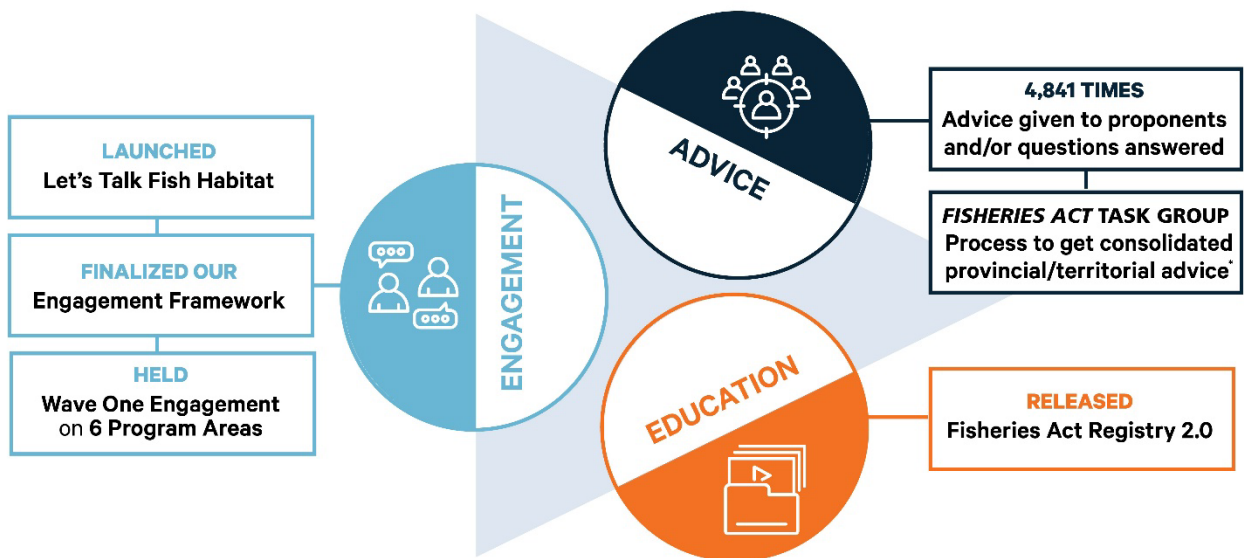 LAUNCHED
Let's Talk Fish Habitat
FINALIZED OUR
Engagement Framework
HELD
Wave One Engagement
on 6 Program Areas
ENGAGEMENT
ADVICE
4,841 TIMES
Advice given to proponents
and/or questions answered
FISHERIES ACT TASK GROUP
Process to get consolidated
provincial/territorial advice*
EDUCATION
RELEASED
Fisheries Act Registry 2.0